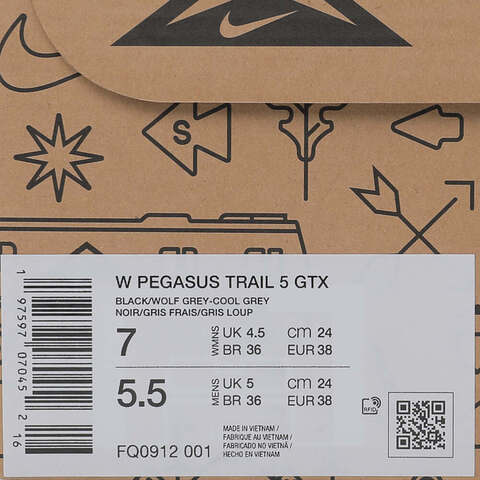 S
W PEGASUS TRAIL 5 GTX
BLACK/WOLF GREY-COOL GREY
NOIR/GRIS FRAIS/GRIS LOUP
7 WMNS UK 4.5 CM 24
BR 36 EUR 38
5.5 MENS UK 5 CM 24
BR 36 EUR 38
RFID
MADE IN VIETNAM /
FABRIQUE AU VIETNAM /
FABRICADO NO VIETNÃ /
HECHO EN VIETNAM
FQ0912 001
1 97597 07045 2 16